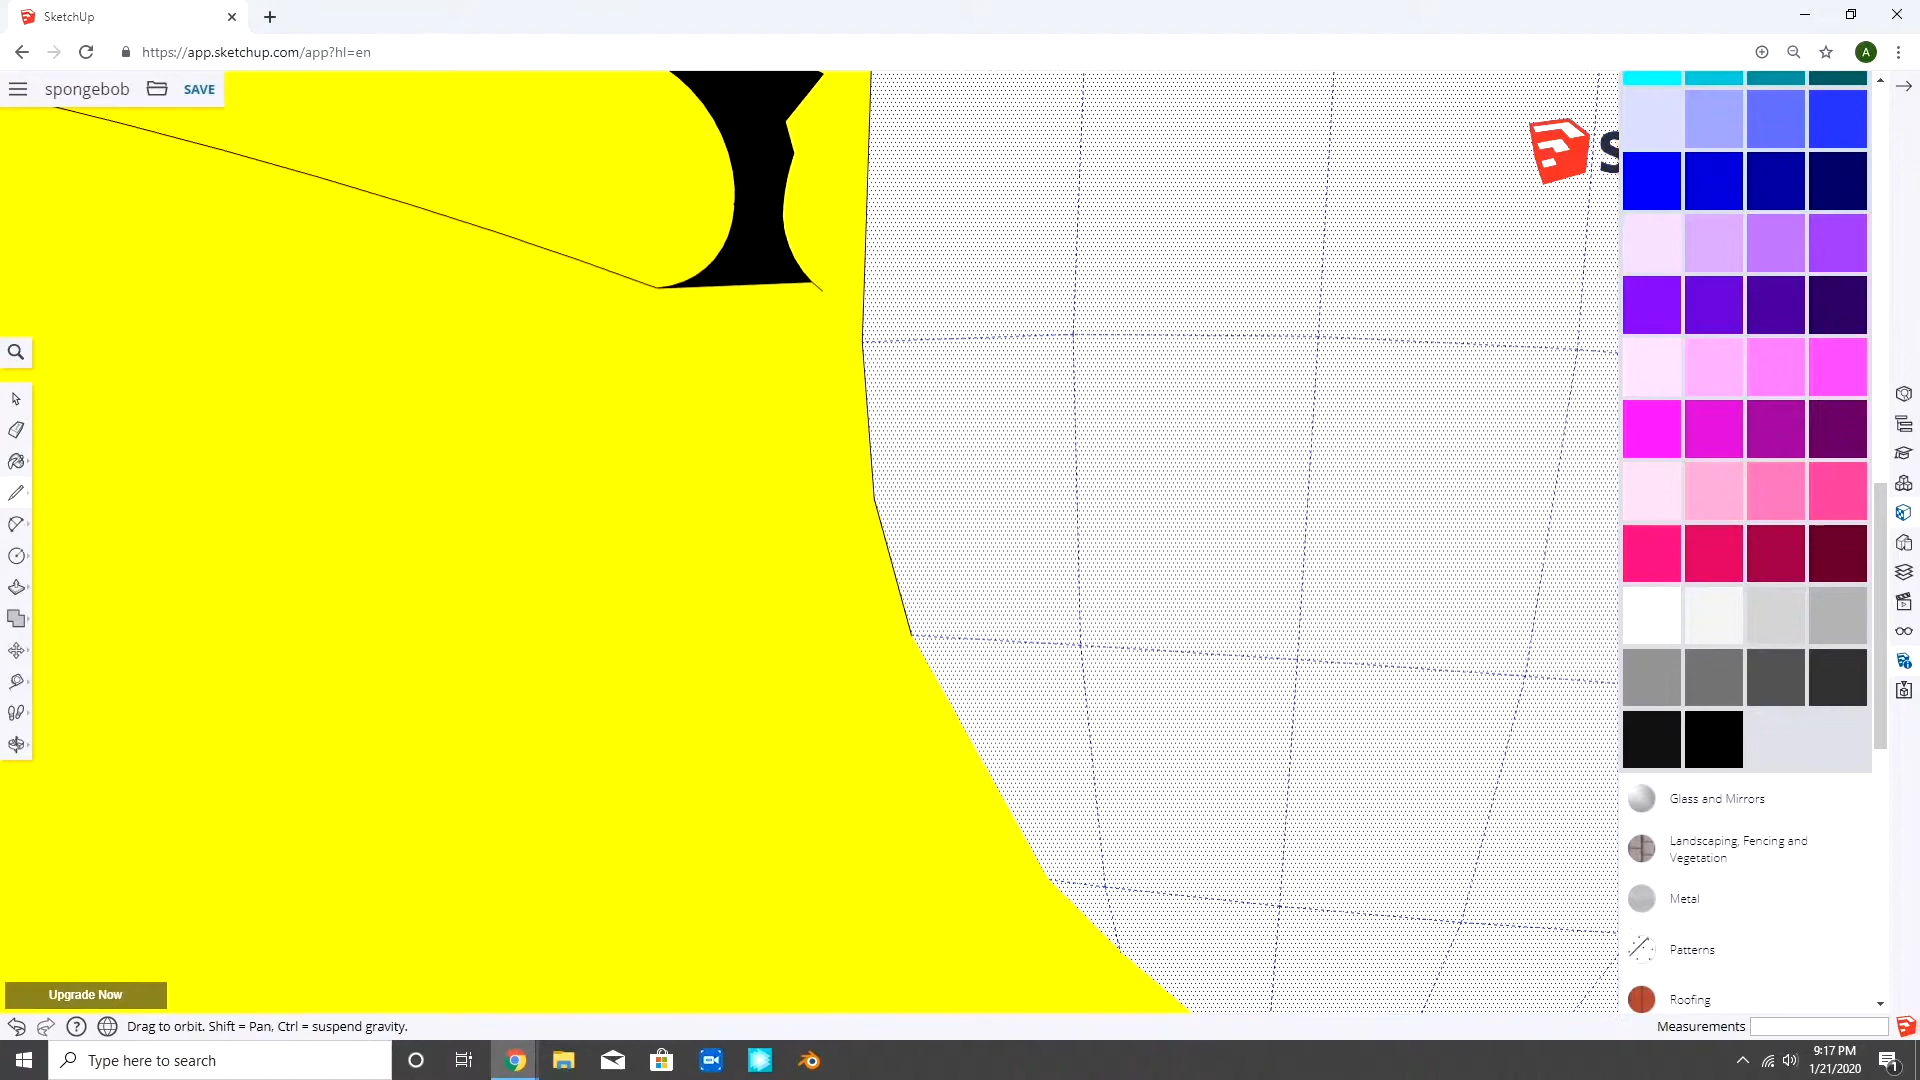 SketchUp
https://app.sketchup.com/app?hl=en
A
spongebob
SAVE
S
Glass and Mirrors
Landscaping, Fencing and
Vegetation
Metal
Patterns
Roofing
Upgrade Now
Drag to orbit. Shift = Pan, Ctrl = suspend gravity.
Measurements
Type here to search
9:17 PM
1/21/2020
1